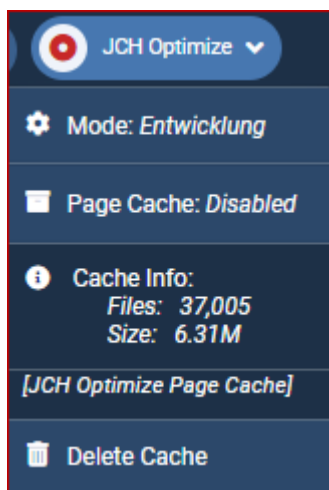 JCH Optimize
Mode: Entwicklung
Page Cache: Disabled
Cache Info:
Files: 37,005
Size: 6.31M
[JCH Optimize Page Cache]
Delete Cache